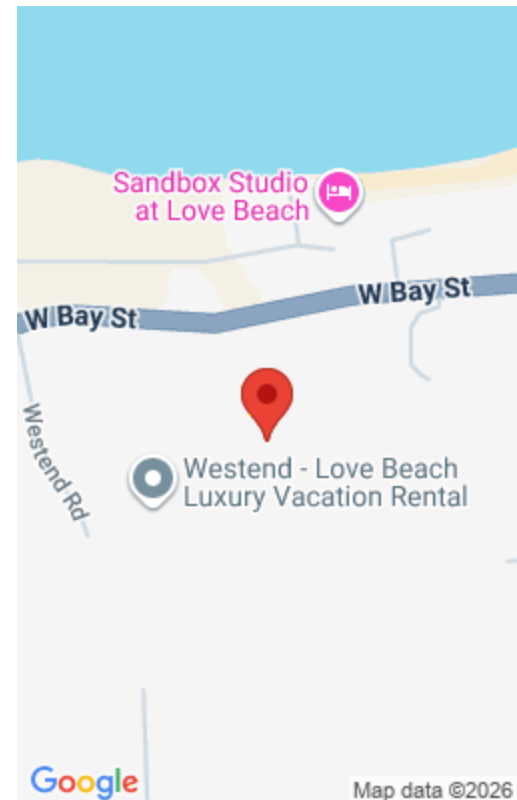 Sandbox Studio
at Love Beach
W Bay St
W Bay St
Westend Rd
Westend - Love Beach
Luxury Vacation Rental
Google
Map data ©2026